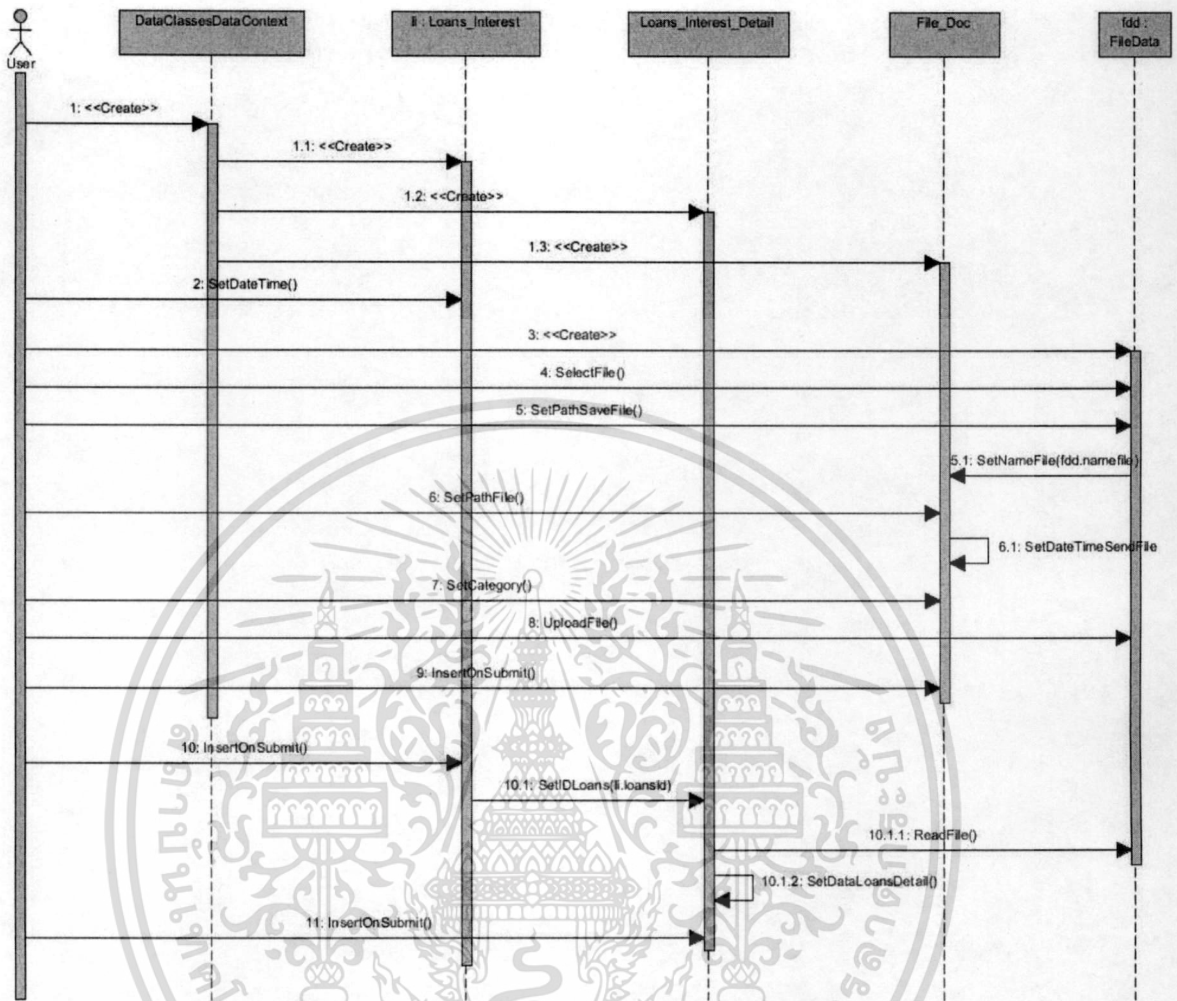 DataClassesDataContext
li : Loans_Interest
Loans_Interest_Detail
File_Doc
fdd :
FileData
User
1: <<Create>>
1.1: <<Create>>
1.2: <<Create>>
1.3: <<Create>>
2: SetDateTime()
3: <<Create>>
4: SelectFile()
5: SetPathSaveFile()
5.1: SetNameFile(fdd.namefile)
6: SetPathFile()
6.1: SetDateTimeSendFile
7: SetCategory()
8: UploadFile()
9: InsertOnSubmit()
10: InsertOnSubmit()
10.1: SetIDLoans(li.loansid)
10.1.1: ReadFile()
10.1.2: SetDataLoansDetail()
11: InsertOnSubmit()